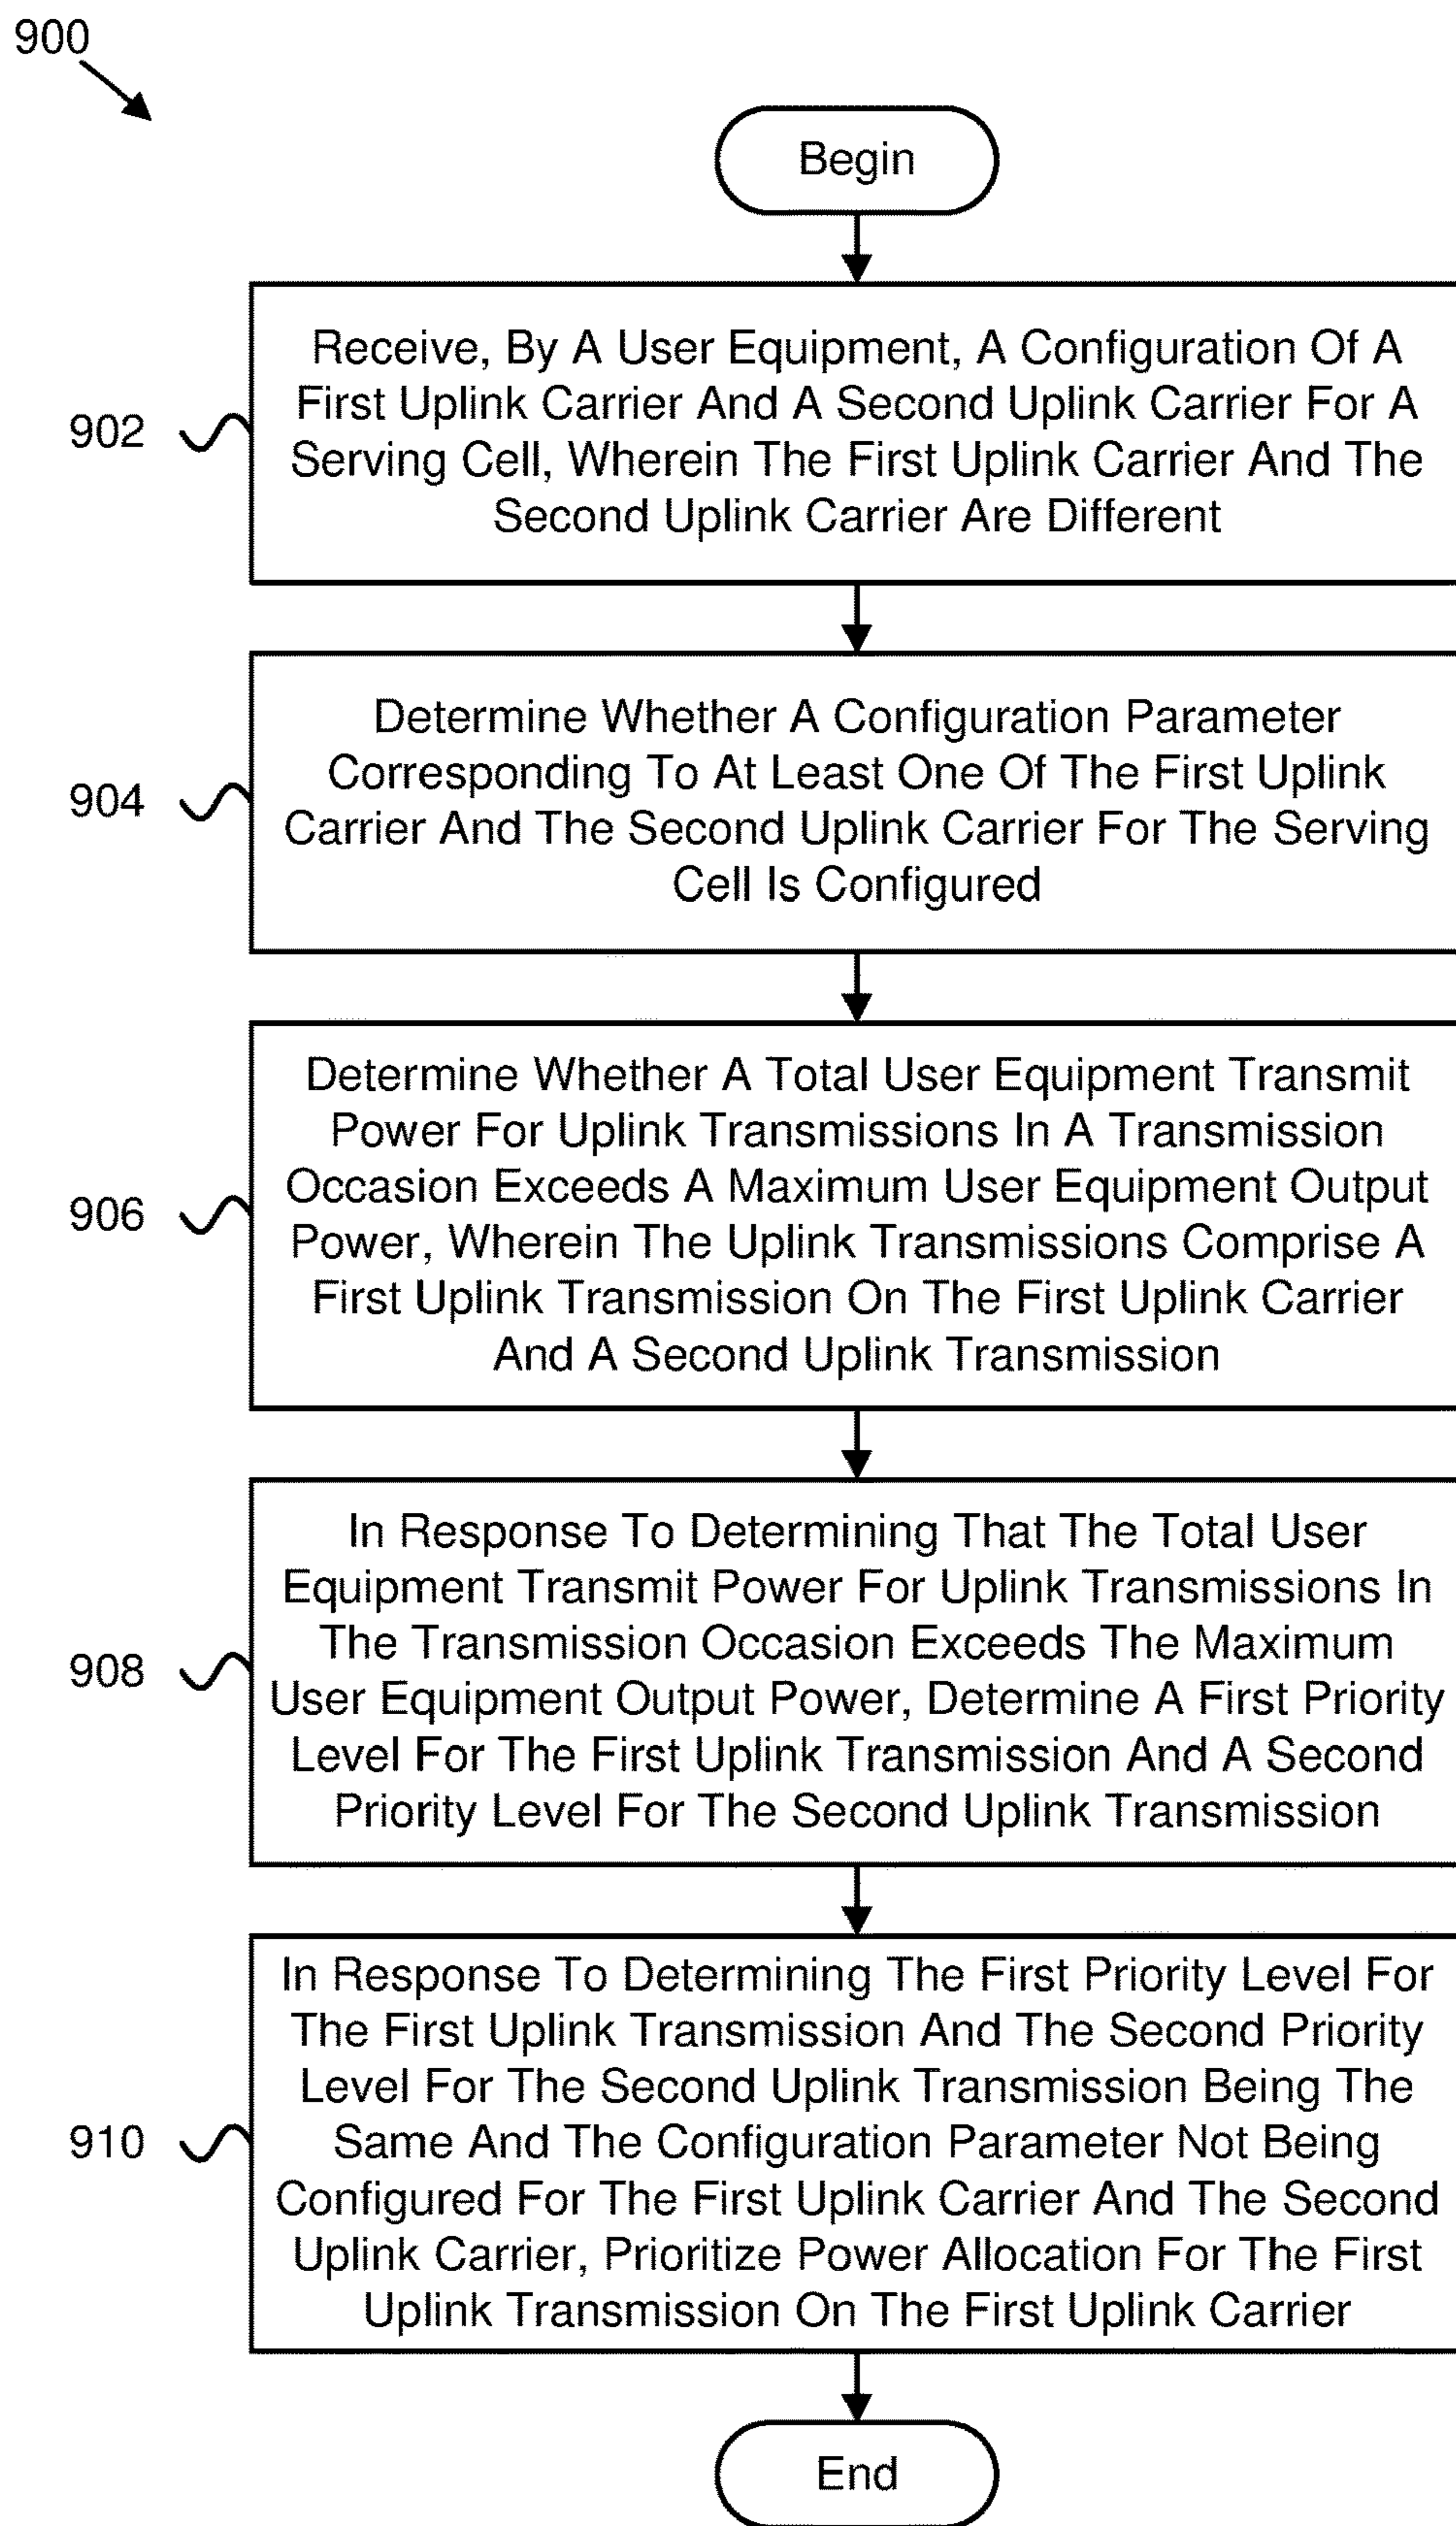 900
Begin
902
Receive, By A User Equipment, A Configuration Of A
First Uplink Carrier And A Second Uplink Carrier For A
Serving Cell, Wherein The First Uplink Carrier And The
Second Uplink Carrier Are Different
904
Determine Whether A Configuration Parameter
Corresponding To At Least One Of The First Uplink
Carrier And The Second Uplink Carrier For The Serving
Cell Is Configured
906
Determine Whether A Total User Equipment Transmit
Power For Uplink Transmissions In A Transmission
Occasion Exceeds A Maximum User Equipment Output
Power, Wherein The Uplink Transmissions Comprise A
First Uplink Transmission On The First Uplink Carrier
And A Second Uplink Transmission
908
In Response To Determining That The Total User
Equipment Transmit Power For Uplink Transmissions In
The Transmission Occasion Exceeds The Maximum
User Equipment Output Power, Determine A First Priority
Level For The First Uplink Transmission And A Second
Priority Level For The Second Uplink Transmission
910
In Response To Determining The First Priority Level For
The First Uplink Transmission And The Second Priority
Level For The Second Uplink Transmission Being The
Same And The Configuration Parameter Not Being
Configured For The First Uplink Carrier And The Second
Uplink Carrier, Prioritize Power Allocation For The First
Uplink Transmission On The First Uplink Carrier
End